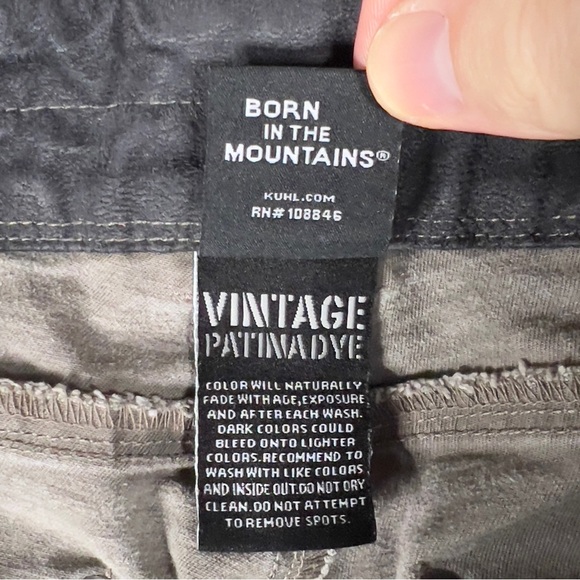 BORN
IN THE
MOUNTAINS®
KUHL.COM
RN#108846
VINTAGE
PATINADYE
COLOR WILL NATURALLY
FADE WITH AGE,EXPOSURE
AND AFTER EACH WASH.
DARK COLORS COULD
BLEED ONTO LIGHTER
COLORS.RECOMMEND TO
WASH WITH LIKE COLORS
AND INSIDE OUT.DO NOT DRY
CLEAN.DO NOT ATTEMPT
TO REMOVE SPOTS.